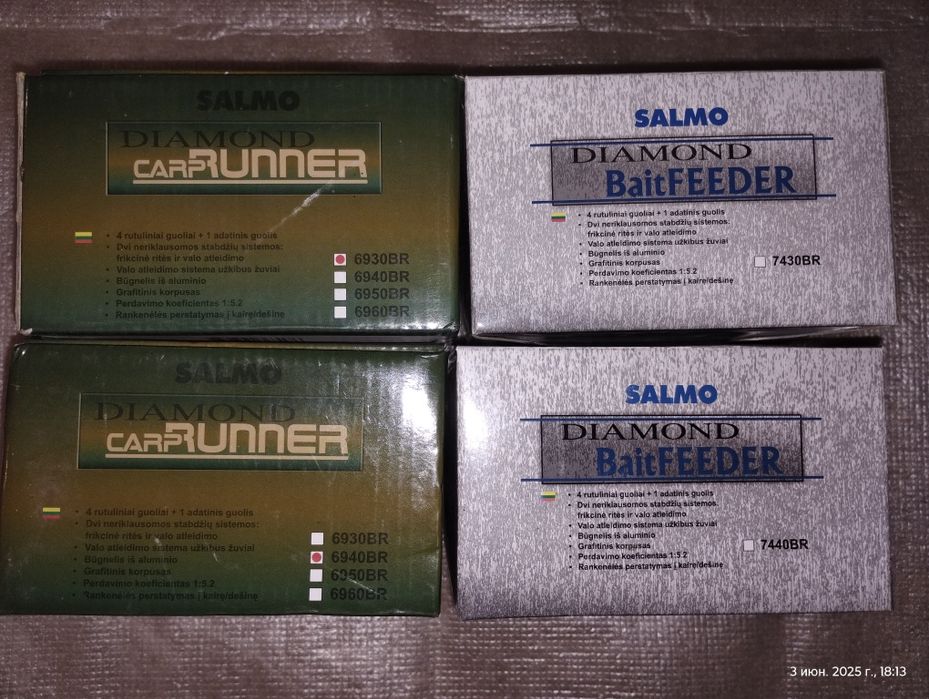 SALMO
DIAMOND
CARPRUNNER
• 4 rutuliniai guoliai + 1 adatinis guolis
• Dvi neriklausomos stabdžių sistemos:
frikcinė ritės ir valo atleidimo
• Valo atleidimo sistema užkibus žuviai
• Būgnelis iš aluminio
• Grafitinis korpusas
• Perdavimo koeficientas 1:5.2
• Rankenėlės perstatymas į kairę/dešinę
6930BR
6940BR
6950BR
6960BR
SALMO
DIAMOND
BaitFEEDER
• 4 rutuliniai guoliai + 1 adatinis guolis
• Dvi neriklausomos stabdžių sistemos:
frikcinė ritės ir valo atleidimo
• Valo atleidimo sistema užkibus žuviai
• Būgnelis iš aluminio
• Grafitinis korpusas
• Perdavimo koeficientas 1:5.2
• Rankenėlės perstatymas į kairę/dešinę
7430BR
SALMO
DIAMOND
CARPRUNNER
• 4 rutuliniai guoliai + 1 adatinis guolis
• Dvi neriklausomos stabdžių sistemos:
frikcinė ritės ir valo atleidimo
• Valo atleidimo sistema užkibus žuviai
• Būgnelis iš aluminio
• Grafitinis korpusas
• Perdavimo koeficientas 1:5.2
• Rankenėlės perstatymas į kairę/dešinę
6930BR
6940BR
6950BR
6960BR
SALMO
DIAMOND
BaitFEEDER
• 4 rutuliniai guoliai + 1 adatinis guolis
• Dvi neriklausomos stabdžių sistemos:
frikcinė ritės ir valo atleidimo
• Valo atleidimo sistema užkibus žuviai
• Būgnelis iš aluminio
• Grafitinis korpusas
• Perdavimo koeficientas 1:5.2
• Rankenėlės perstatymas į kairę/dešinę
7440BR
3 июн. 2025 г., 18:13